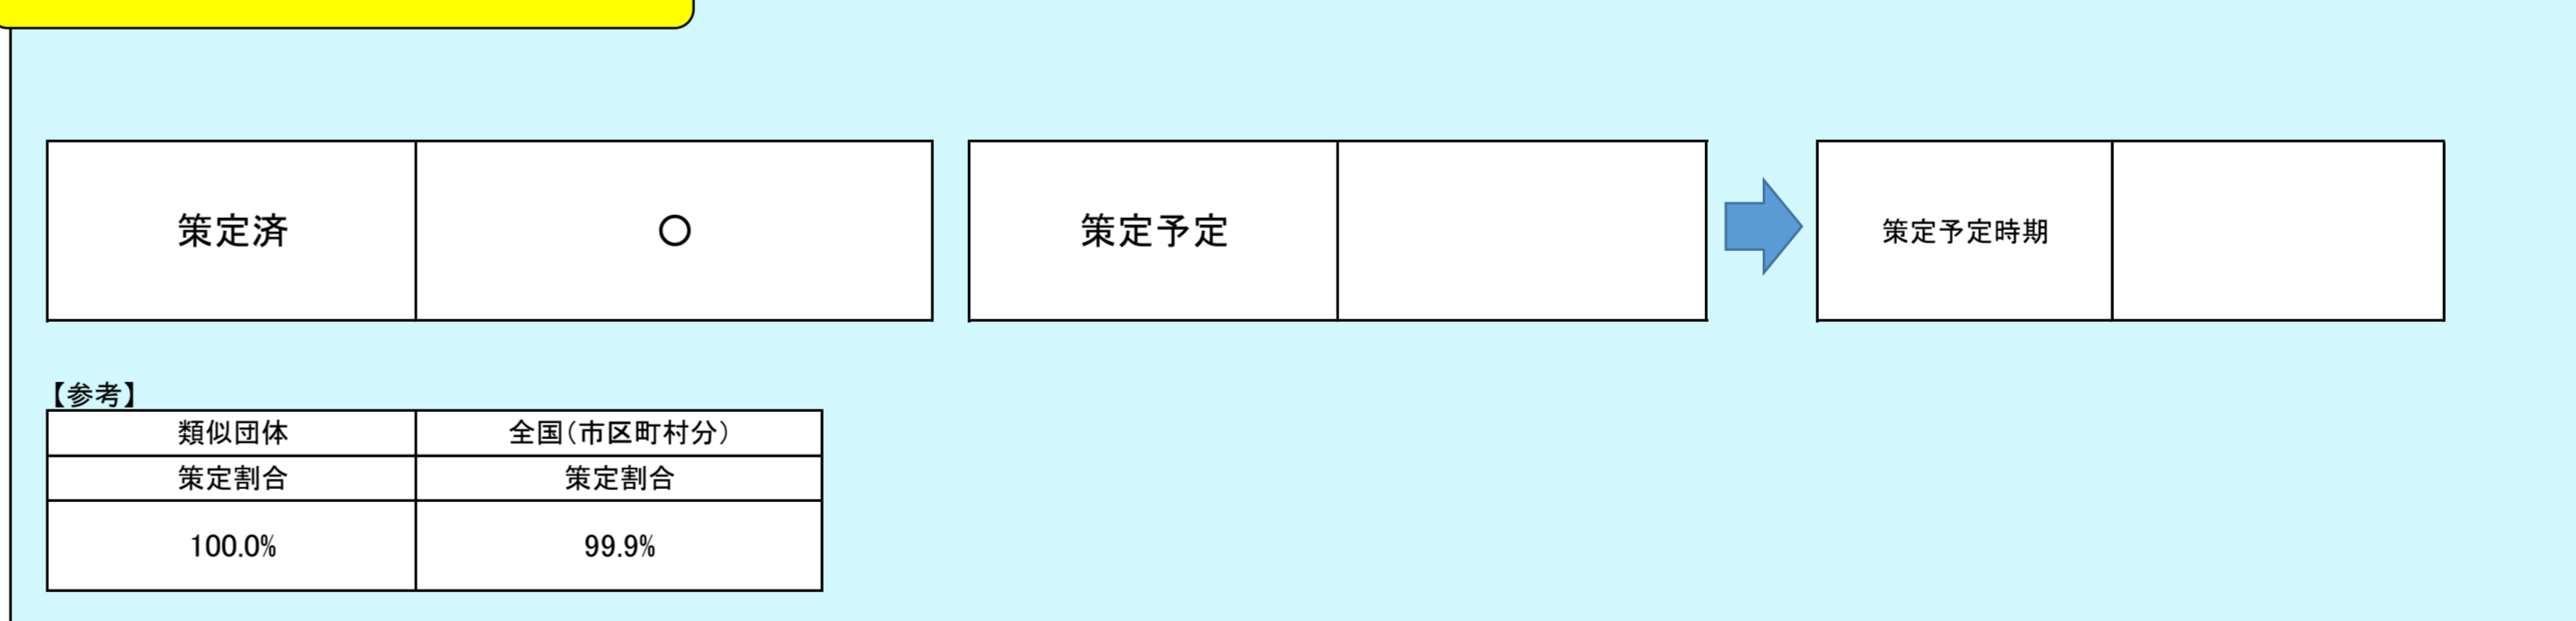 策定済 〇 策定予定 策定予定時期
【参考】
類似団体 全国（市区町村分）
策定割合 策定割合
100.0% 99.9%